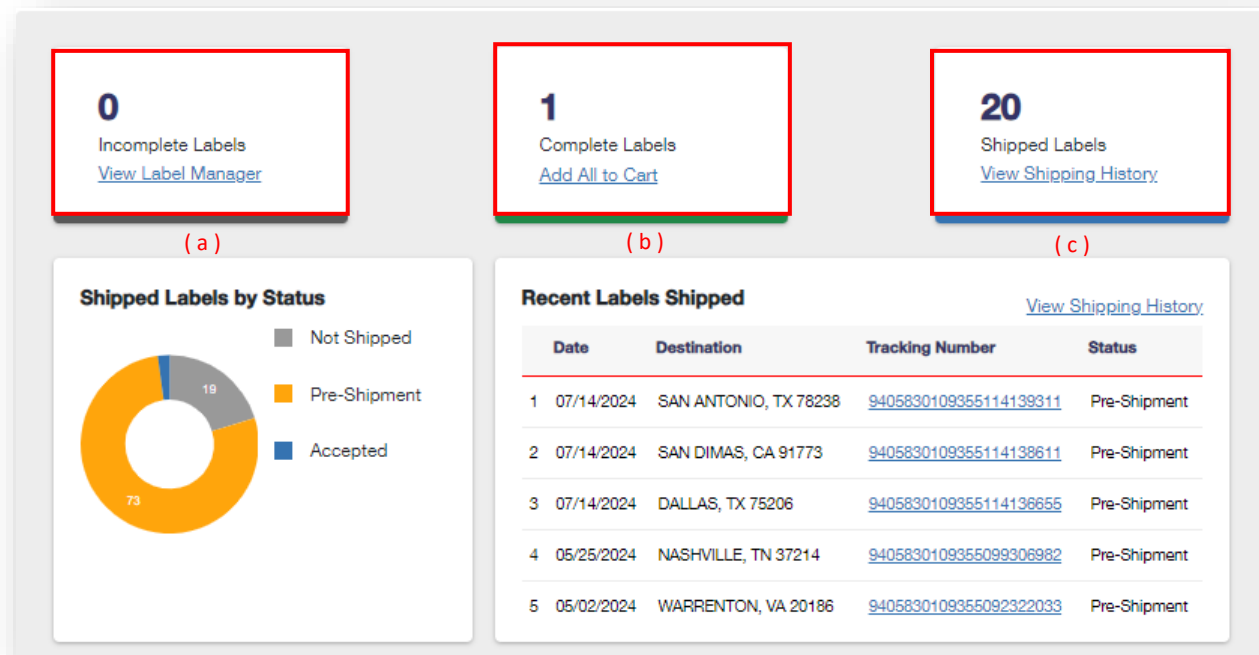 0
Incomplete Labels
View Label Manager
( a )
1
Complete Labels
Add All to Cart
( b )
20
Shipped Labels
View Shipping History
( c )
Shipped Labels by Status
Not Shipped
Pre-Shipment
Accepted
19
73
Recent Labels Shipped
View Shipping History
Date Destination Tracking Number Status
1 07/14/2024 SAN ANTONIO, TX 78238 9405830109355114139311 Pre-Shipment
2 07/14/2024 SAN DIMAS, CA 91773 9405830109355114138611 Pre-Shipment
3 07/14/2024 DALLAS, TX 75206 9405830109355114136655 Pre-Shipment
4 05/25/2024 NASHVILLE, TN 37214 9405830109355099306982 Pre-Shipment
5 05/02/2024 WARRENTON, VA 20186 9405830109355092322033 Pre-Shipment